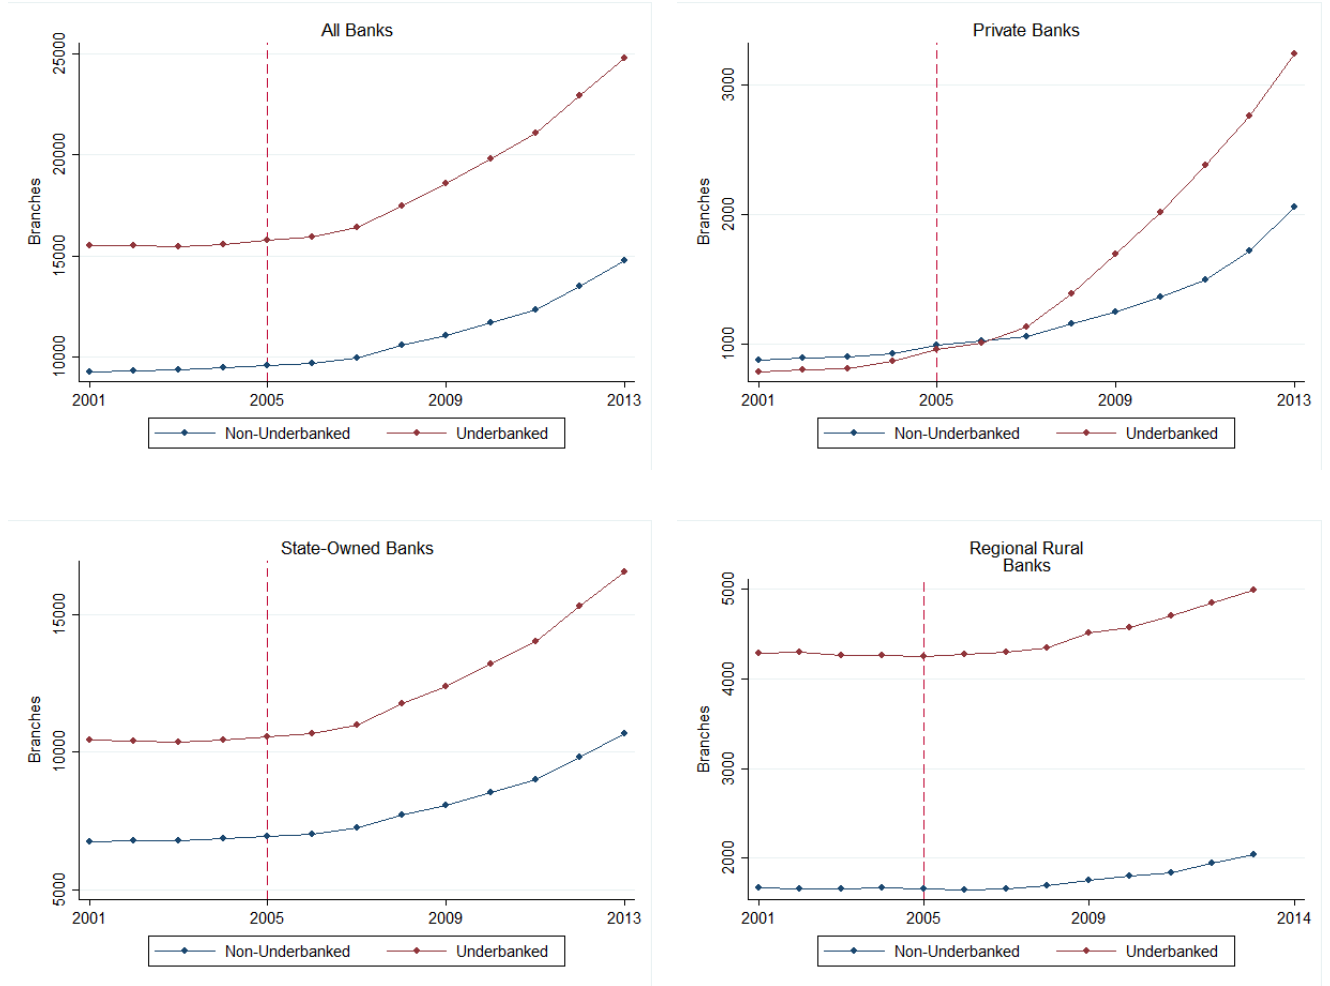 All Banks
Branches
25000
20000
15000
10000
2001 2005 2009 2013
Non-Underbanked Underbanked
Private Banks
Branches
3000
2000
1000
2001 2005 2009 2013
Non-Underbanked Underbanked
State-Owned Banks
Branches
15000
10000
5000
2001 2005 2009 2013
Non-Underbanked Underbanked
Regional Rural
Banks
Branches
5000
4000
3000
2000
2001 2005 2009 2014
Non-Underbanked Underbanked